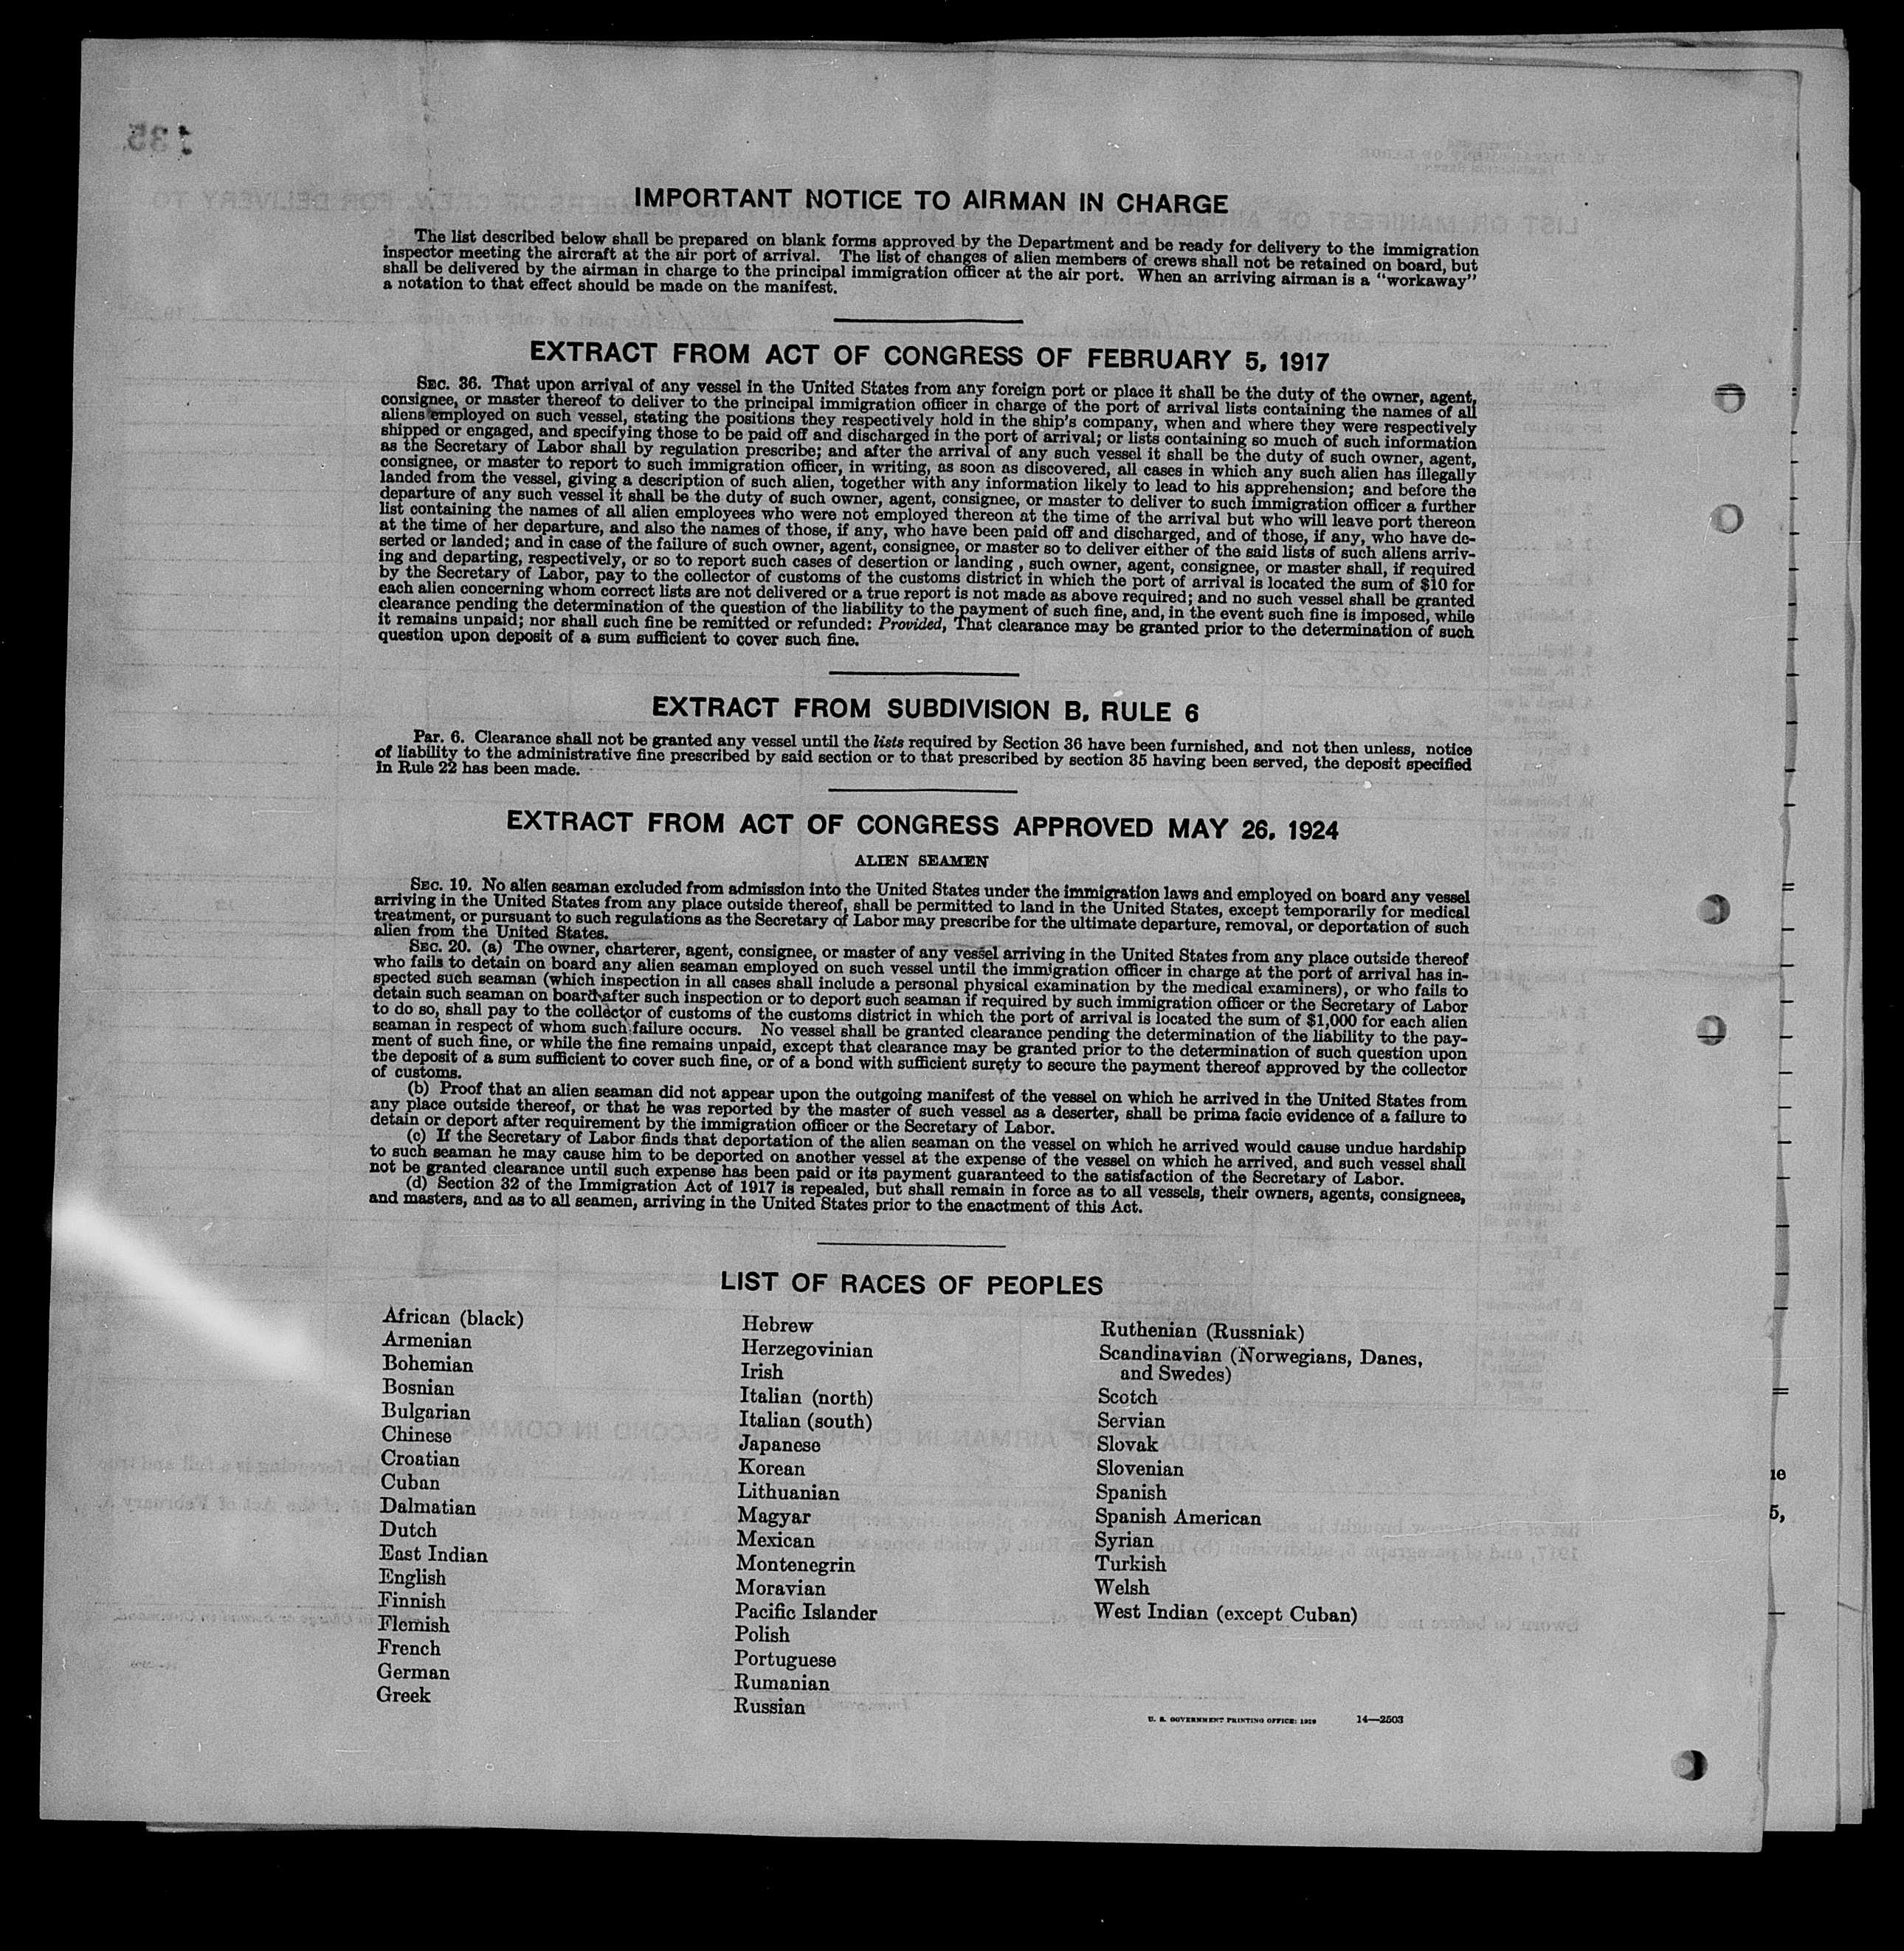 IMPORTANT NOTICE TO AIRMAN IN CHARGE
The list described below shall be prepared on blank forms approved by the Department and be ready for delivery to the immigration
inspector meeting the aircraft at the air port of arrival. The list of changes of alien members of crews shall not be retained on board, but
shall be delivered by the airman in charge to the principal immigration officer at the air port. When an arriving airman is a "workaway"
a notation to that effect should be made on the manifest.
EXTRACT FROM ACT OF CONGRESS OF FEBRUARY 5, 1917
SEC. 36. That upon arrival of any vessel in the United States from any foreign port or place it shall be the duty of the owner, agent,
consignee, or master thereof to deliver to the principal immigration officer in charge of the port of arrival lists containing the names of all
aliens employed on such vessel, stating the positions they respectively hold in the ship's company, when and where they were respectively
shipped or engaged, and specifying those to be paid off and discharged in the port of arrival; or lists containing so much of such information
as the Secretary of Labor shall by regulation prescribe; and after the arrival of any such vessel it shall be the duty of such owner, agent,
consignee, or master to report to such immigration officer, in writing, as soon as discovered, all cases in which any such alien has illegally
landed from the vessel, giving a description of such alien, together with any information likely to lead to his apprehension; and before the
departure of any such vessel it shall be the duty of such owner, agent, consignee, or master to deliver to such immigration officer a further
list containing the names of all alien employees who were not employed thereon at the time of the arrival but who will leave port thereon
at the time of her departure, and also the names of those, if any, who have been paid off and discharged, and of those, if any, who have de-
serted or landed; and in case of the failure of such owner, agent, consignee, or master so to deliver either of the said lists of such aliens arriv-
ing and departing, respectively, or so to report such cases of desertion or landing , such owner, agent, consignee, or master shall, if required
by the Secretary of Labor, pay to the collector of customs of the customs district in which the port of arrival is located the sum of $10 for
each alien concerning whom correct lists are not delivered or a true report is not made as above required; and no such vessel shall be granted
clearance pending the determination of the question of the liability to the payment of such fine, and, in the event such fine is imposed, while
it remains unpaid; nor shall such fine be remitted or refunded: Provided, That clearance may be granted prior to the determination of such
question upon deposit of a sum sufficient to cover such fine.
EXTRACT FROM SUBDIVISION B, RULE 6
Par. 6. Clearance shall not be granted any vessel until the lists required by Section 36 have been furnished, and not then unless, notice
of liability to the administrative fine prescribed by said section or to that prescribed by section 35 having been served, the deposit specified
in Rule 22 has been made.
EXTRACT FROM ACT OF CONGRESS APPROVED MAY 26, 1924
ALIEN SEAMEN
SEC. 19. No alien seaman excluded from admission into the United States under the immigration laws and employed on board any vessel
arriving in the United States from any place outside thereof, shall be permitted to land in the United States, except temporarily for medical
treatment, or pursuant to such regulations as the Secretary of Labor may prescribe for the ultimate departure, removal, or deportation of such
alien from the United States.
SEC. 20. (a) The owner, charterer, agent, consignee, or master of any vessel arriving in the United States from any place outside thereof
who fails to detain on board any alien seaman employed on such vessel until the immigration officer in charge at the port of arrival has in-
spected such seaman (which inspection in all cases shall include a personal physical examination by the medical examiners), or who fails to
detain such seaman on board after such inspection or to deport such seaman if required by such immigration officer or the Secretary of Labor
to do so, shall pay to the collector of customs of the customs district in which the port of arrival is located the sum of $1,000 for each alien
seaman in respect of whom such failure occurs. No vessel shall be granted clearance pending the determination of the liability to the pay-
ment of such fine, or while the fine remains unpaid, except that clearance may be granted prior to the determination of such question upon
the deposit of a sum sufficient to cover such fine, or of a bond with sufficient surety to secure the payment thereof approved by the collector
of customs.
(b) Proof that an alien seaman did not appear upon the outgoing manifest of the vessel on which he arrived in the United States from
any place outside thereof, or that he was reported by the master of such vessel as a deserter, shall be prima facie evidence of a failure to
detain or deport after requirement by the immigration officer or the Secretary of Labor.
(c) If the Secretary of Labor finds that deportation of the alien seaman on the vessel on which he arrived would cause undue hardship
to such seaman he may cause him to be deported on another vessel at the expense of the vessel on which he arrived, and such vessel shall
not be granted clearance until such expense has been paid or its payment guaranteed to the satisfaction of the Secretary of Labor.
(d) Section 32 of the Immigration Act of 1917 is repealed, but shall remain in force as to all vessels, their owners, agents, consignees,
and masters, and as to all seamen, arriving in the United States prior to the enactment of this Act.
LIST OF RACES OF PEOPLES
African (black)
Armenian
Bohemian
Bosnian
Bulgarian
Chinese
Croatian
Cuban
Dalmatian
Dutch
East Indian
English
Finnish
Flemish
French
German
Greek
Hebrew
Herzegovinian
Irish
Italian (north)
Italian (south)
Japanese
Korean
Lithuanian
Magyar
Mexican
Montenegrin
Moravian
Pacific Islander
Polish
Portuguese
Rumanian
Russian
Ruthenian (Russniak)
Scandinavian (Norwegians, Danes,
and Swedes)
Scotch
Servian
Slovak
Slovenian
Spanish
Spanish American
Syrian
Turkish
Welsh
West Indian (except Cuban)
U. S. GOVERNMENT PRINTING OFFICE: 1929 14—2503